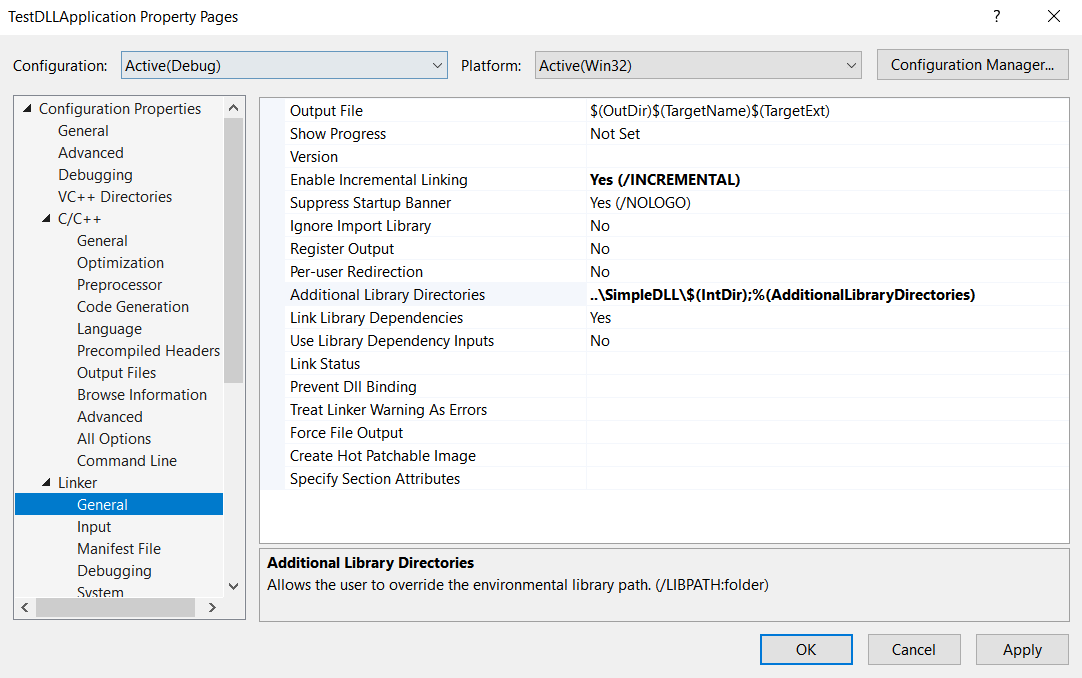 TestDLLApplication Property Pages
?
Configuration: Active(Debug) Platform: Active(Win32) Configuration Manager...
Configuration Properties
General
Advanced
Debugging
VC++ Directories
C/C++
General
Optimization
Preprocessor
Code Generation
Language
Precompiled Headers
Output Files
Browse Information
Advanced
All Options
Command Line
Linker
General
Input
Manifest File
Debugging
System
Output File $(OutDir)$(TargetName)$(TargetExt)
Show Progress Not Set
Version
Enable Incremental Linking Yes (/INCREMENTAL)
Suppress Startup Banner Yes (/NOLOGO)
Ignore Import Library No
Register Output No
Per-user Redirection No
Additional Library Directories ..\SimpleDLL\$(IntDir);%(AdditionalLibraryDirectories)
Link Library Dependencies Yes
Use Library Dependency Inputs No
Link Status
Prevent Dll Binding
Treat Linker Warning As Errors
Force File Output
Create Hot Patchable Image
Specify Section Attributes
Additional Library Directories
Allows the user to override the environmental library path. (/LIBPATH:folder)
OK Cancel Apply